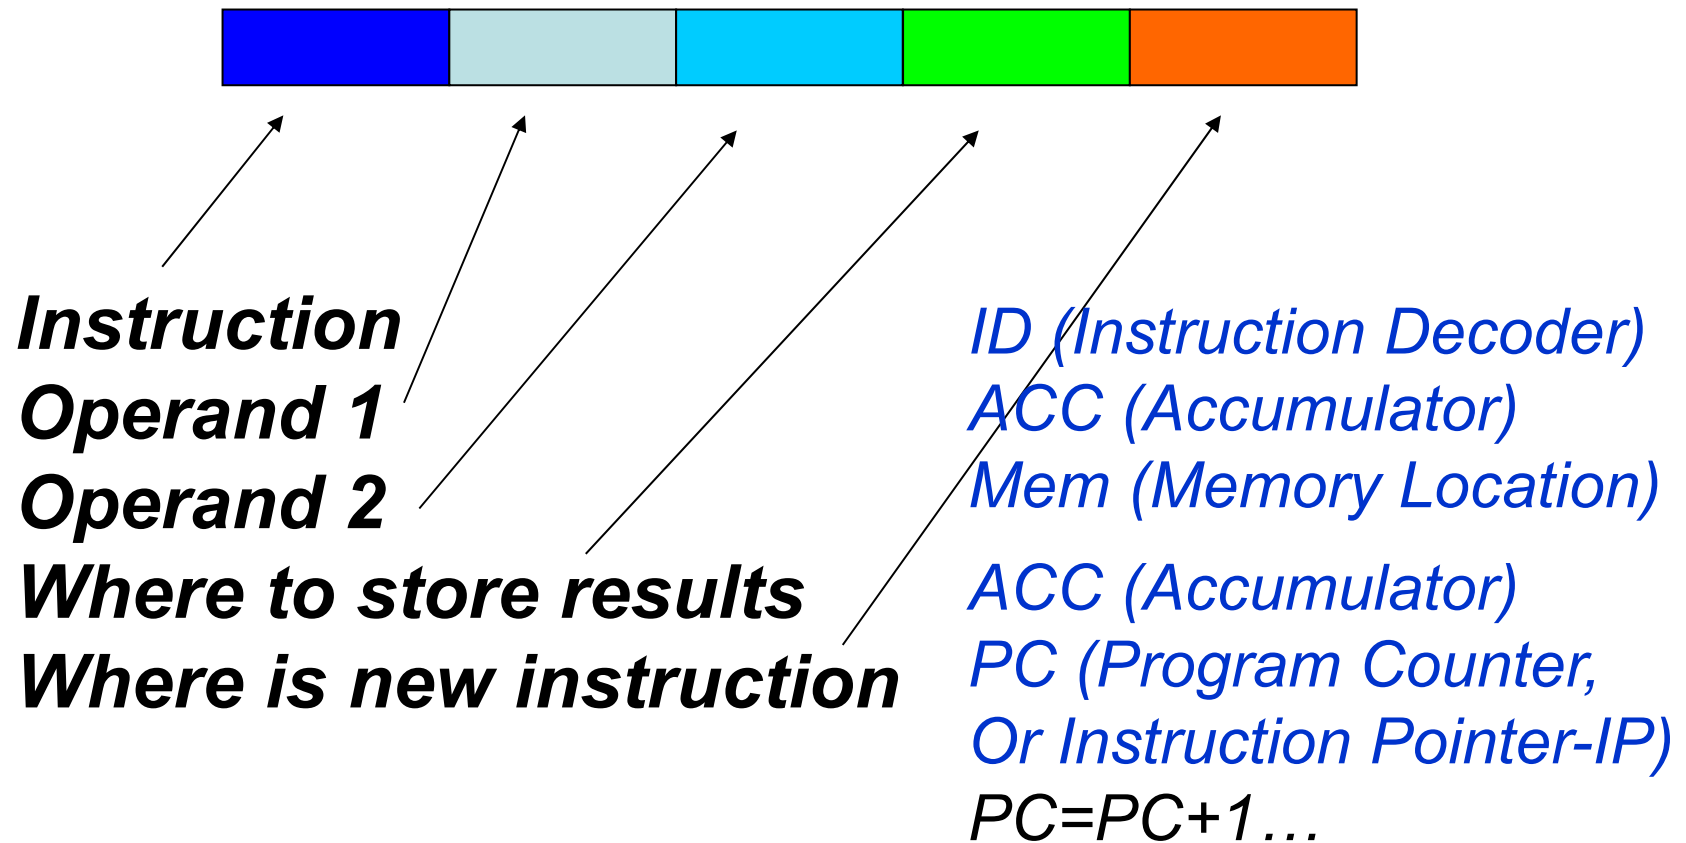 Instruction
Operand 1
Operand 2
Where to store results
Where is new instruction
ID (Instruction Decoder)
ACC (Accumulator)
Mem (Memory Location)
ACC (Accumulator)
PC (Program Counter,
Or Instruction Pointer-IP)
PC=PC+1…